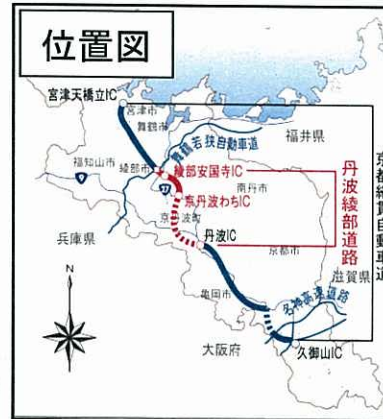 位置図
宮津天橋立IC
宮津市
舞鶴市
舞鶴若狭自動車道
福井県
福知山市
綾部市
綾部安国寺IC
9
27
京丹波わちIC
南丹市
京丹波町
兵庫県
丹波IC
京都市
丹波綾部道路
京都縦貫自動車道
滋賀県
亀岡市
名神高速道路
N
大阪府
久御山IC